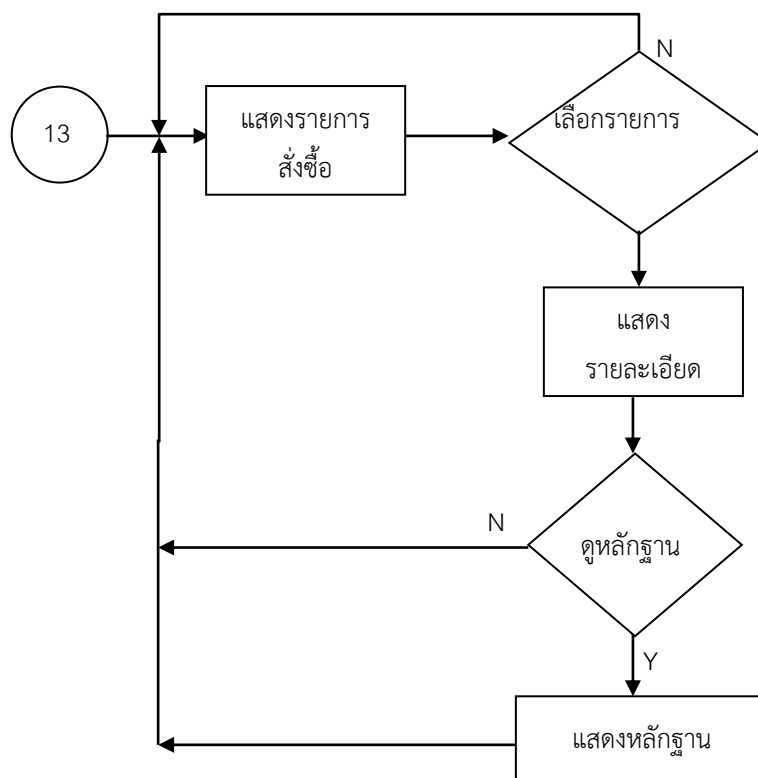 N
13
แสดงรายการ
สั่งซื้อ
เลือกรายการ
แสดง
รายละเอียด
N
ดูหลักฐาน
Y
แสดงหลักฐาน